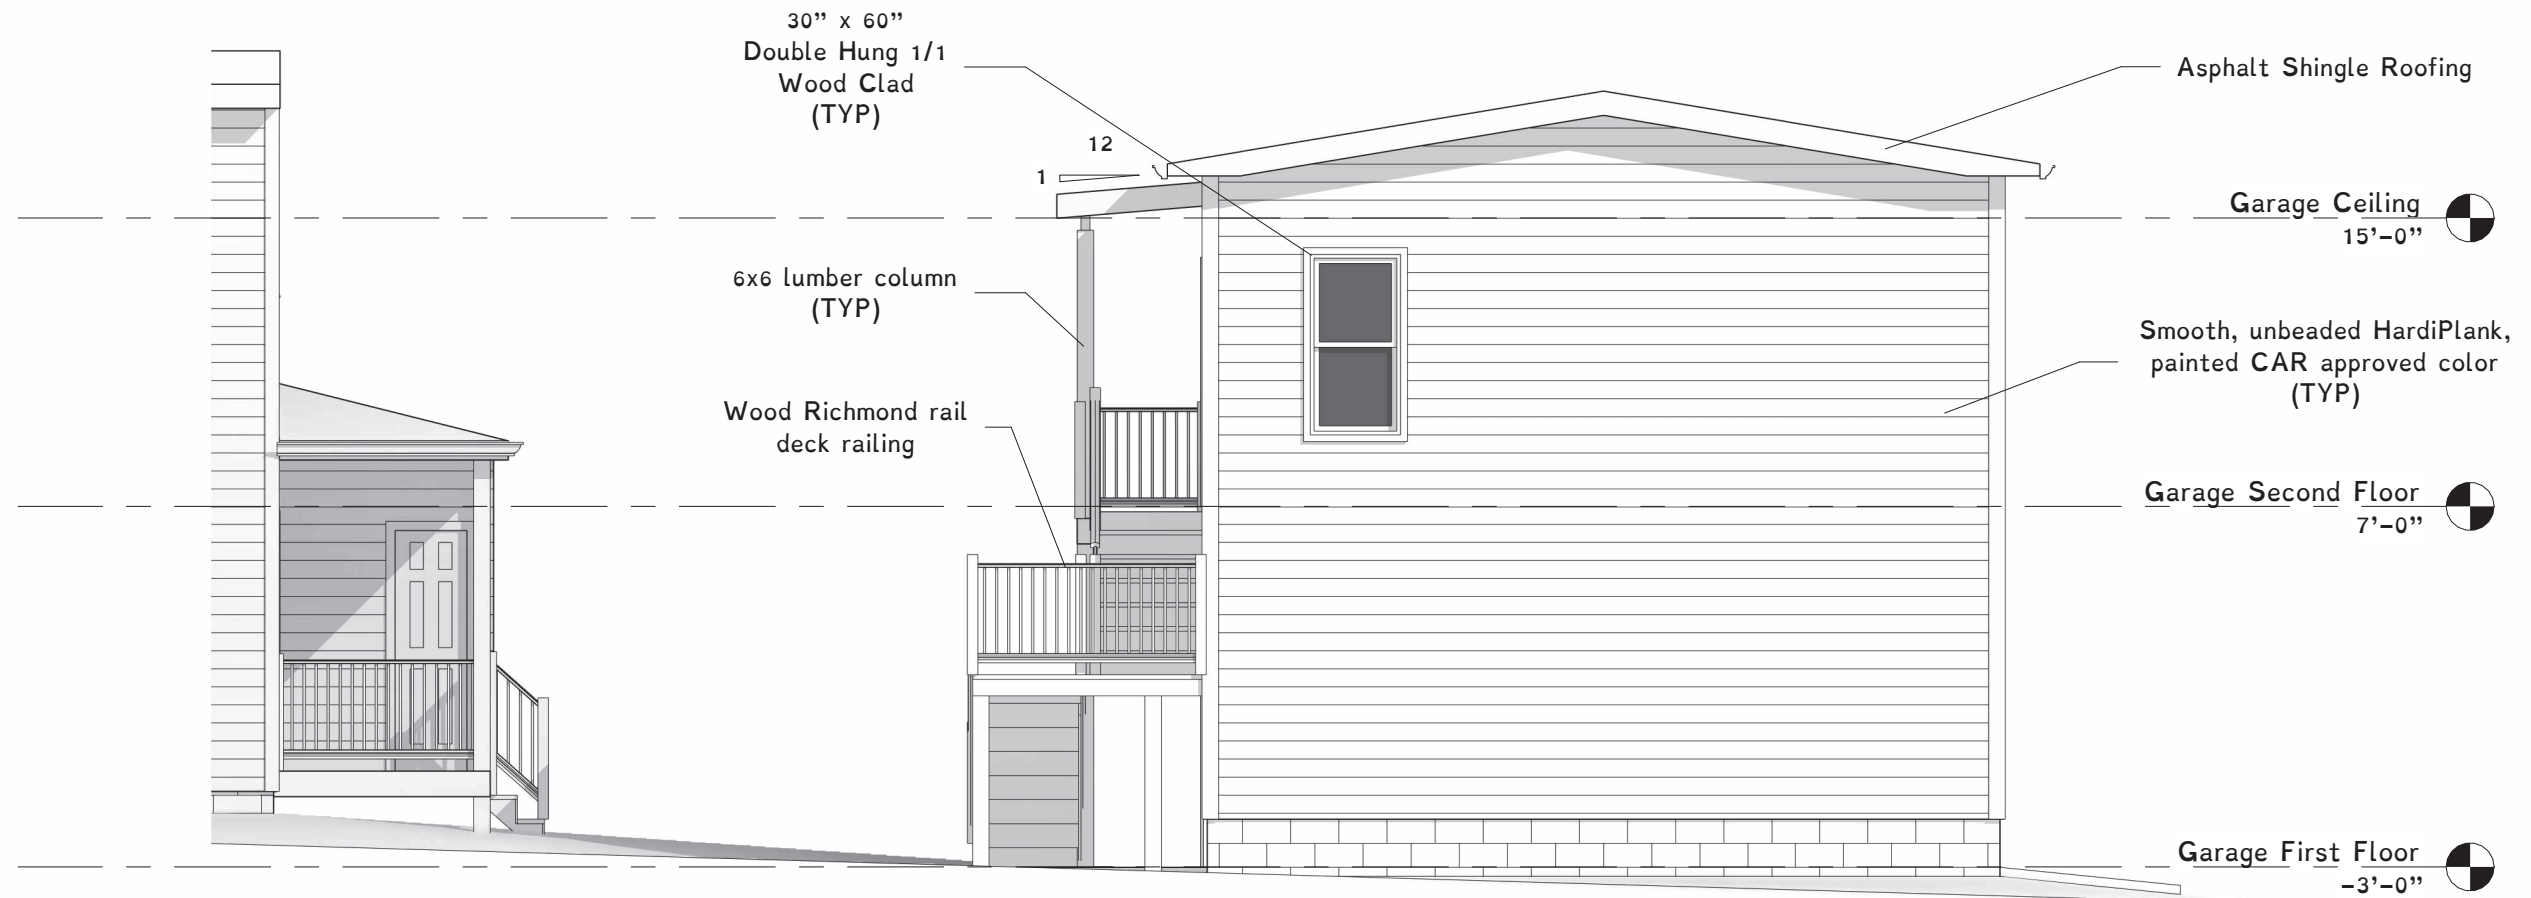 30” x 60”
Double Hung 1/1
Wood Clad
(TYP)
Asphalt Shingle Roofing
12
1
Garage Ceiling
15’-0”
6x6 lumber column
(TYP)
Smooth, unbeaded HardiPlank,
painted CAR approved color
(TYP)
Wood Richmond rail
deck railing
Garage Second Floor
7’-0”
Garage First Floor
-3’-0”